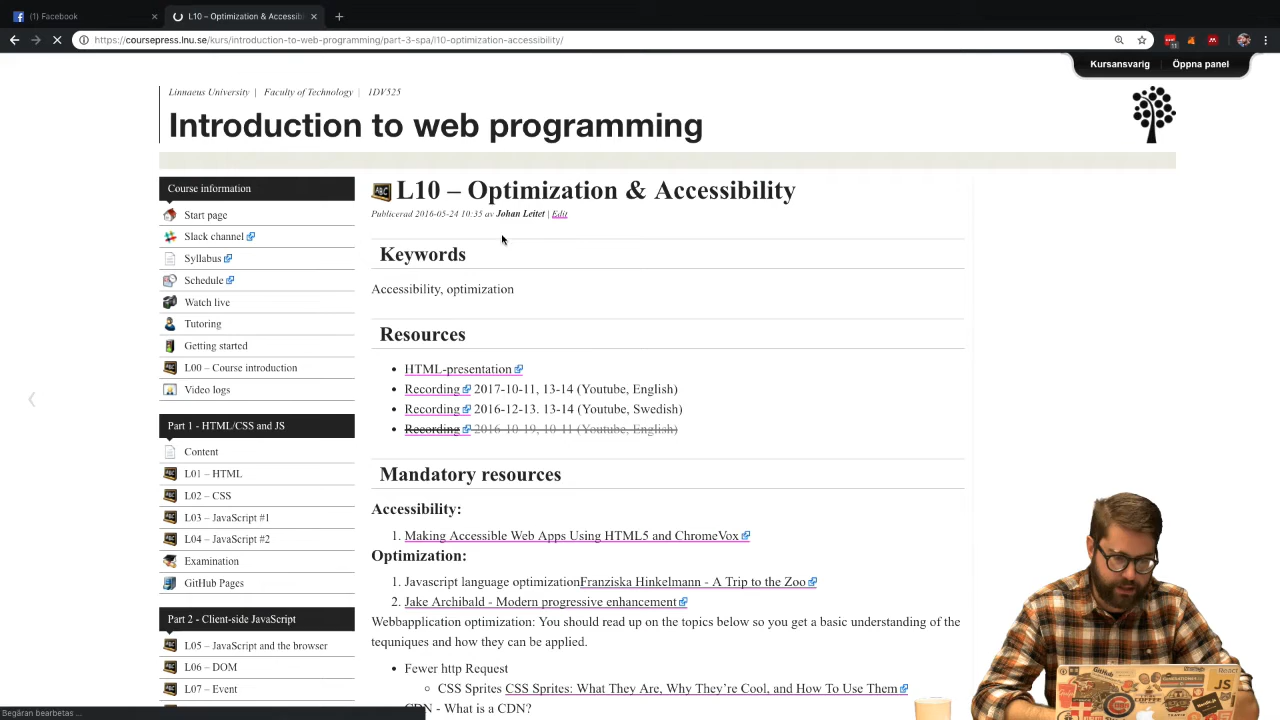 (1) Facebook
L10 – Optimization & Accessibi
https://coursepress.lnu.se/kurs/introduction-to-web-programming/part-3-spa/l10-optimization-accessibility/
Kursansvarig
Öppna panel
Linnaeus University | Faculty of Technology | 1DV525
Introduction to web programming
Course information
Start page
Slack channel
Syllabus
Schedule
Watch live
Tutoring
Getting started
L00 – Course introduction
Video logs
Part 1 - HTML/CSS and JS
Content
L01 – HTML
L02 – CSS
L03 – JavaScript #1
L04 – JavaScript #2
Examination
GitHub Pages
Part 2 - Client-side JavaScript
L05 – JavaScript and the browser
L06 – DOM
L07 – Event
Begäran bearbetas ...
ABC L10 – Optimization & Accessibility
Publicerad 2016-05-24 10:35 av Johan Leitet | Edit
Keywords
Accessibility, optimization
Resources
• HTML-presentation
• Recording 2017-10-11, 13-14 (Youtube, English)
• Recording 2016-12-13. 13-14 (Youtube, Swedish)
• Recording 2016-10-19, 10-11 (Youtube, English)
Mandatory resources
Accessibility:
1. Making Accessible Web Apps Using HTML5 and ChromeVox
Optimization:
1. Javascript language optimizationFranziska Hinkelmann - A Trip to the Zoo
2. Jake Archibald - Modern progressive enhancement
Webbapplication optimization: You should read up on the topics below so you get a basic understanding of the
tequniques and how they can be applied.
• Fewer http Request
CSS Sprites CSS Sprites: What They Are, Why They're Cool, and How To Use Them
CDN - What is a CDN?
GitHub
JS